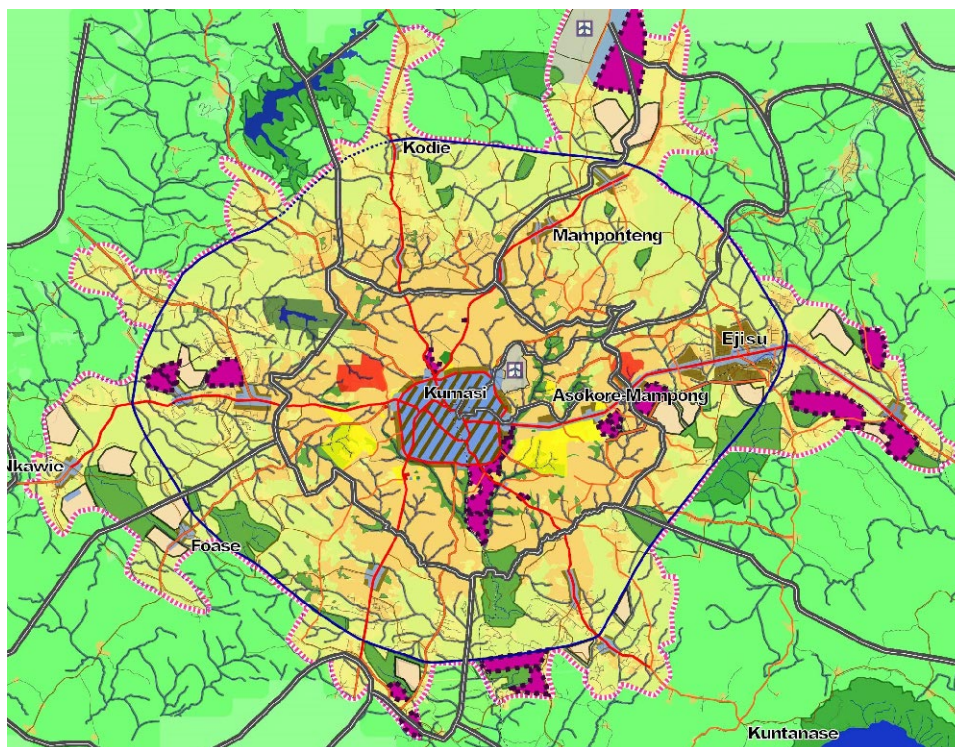 Kodie
Mamponteng
Ejisu
Kumasi
Asokore-Mampong
Nkawie
Foase
Kuntanase